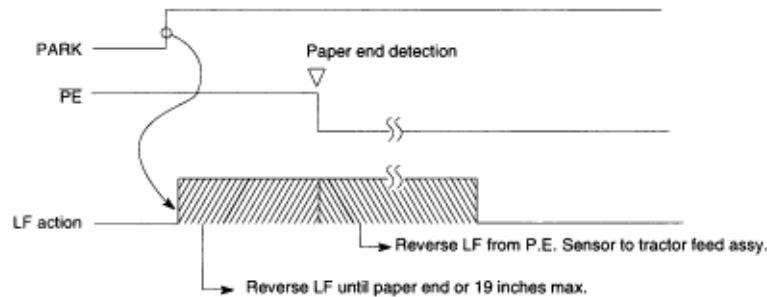 PARK
Paper end detection
PE
LF action
Reverse LF from P.E. Sensor to tractor feed assy.
Reverse LF until paper end or 19 inches max.